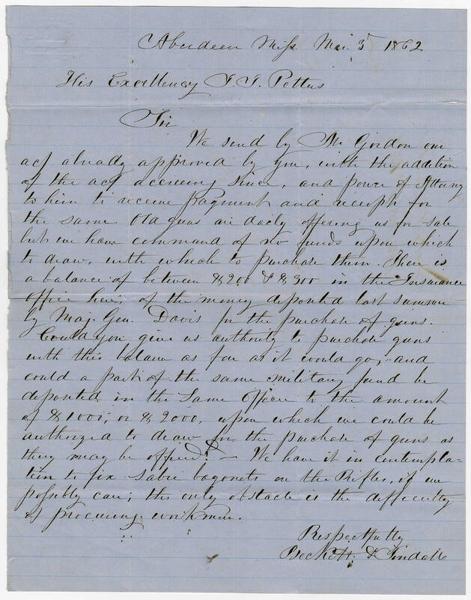 Aberdeen Miss Mar. 3d 1862
His Excellency J. J. Pettus
Sir
We send by Mr. Gordon our
acf already approved by you, with the addition
of the acf accruing since, and power of Attorney
to him to receive payment and receipt for
the same Old guns are daily offering us on sale
but we have command of no funds upon which
to draw, with which to purchase them. There is
a balance of between $200 & $300 in the Insurance
Office here, of the money deposited last summer
by Maj. Gen. Davis for the purchase of guns.
Could you give us authority to purchase guns
with this balance as far as it would go, and
could a part of the same military fund be
deposited in the same Office to the amount
of $1000, or $2000, upon which we could be
authorized to draw for the purchase of guns as
they may be offered? — We have it in contempla-
tion to fix Sabre bayonets on the Rifles, if we
possibly can; the only obstacle is the difficulty
of procuring workmen.
Respectfully
Beckett & Tindall